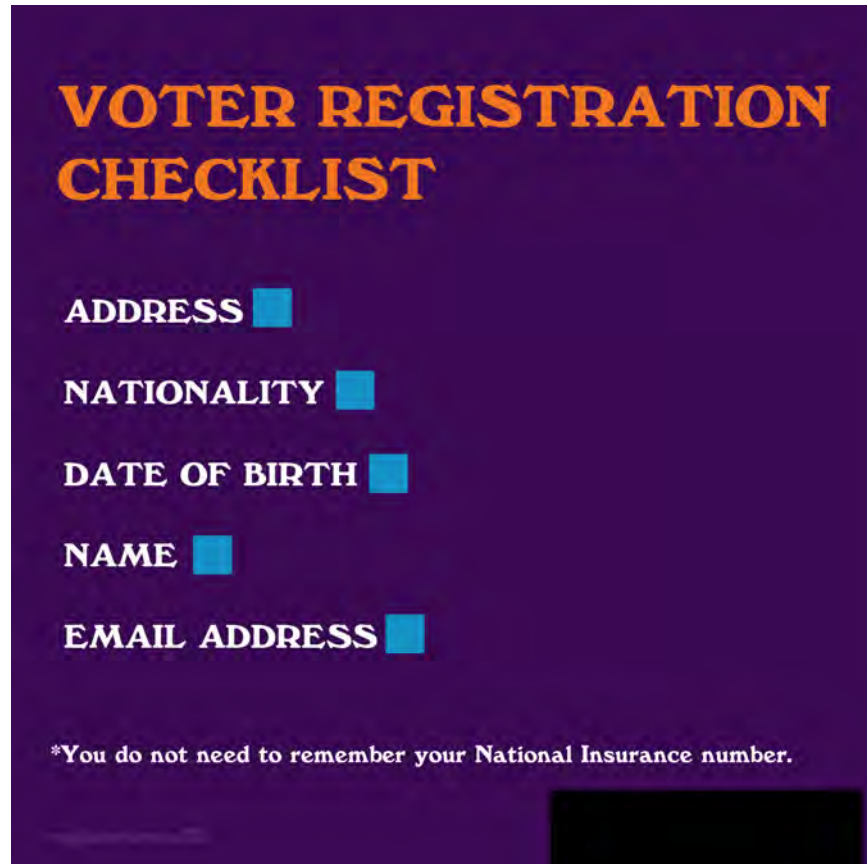 VOTER REGISTRATION
CHECKLIST
ADDRESS
NATIONALITY
DATE OF BIRTH
NAME
EMAIL ADDRESS
*You do not need to remember your National Insurance number.